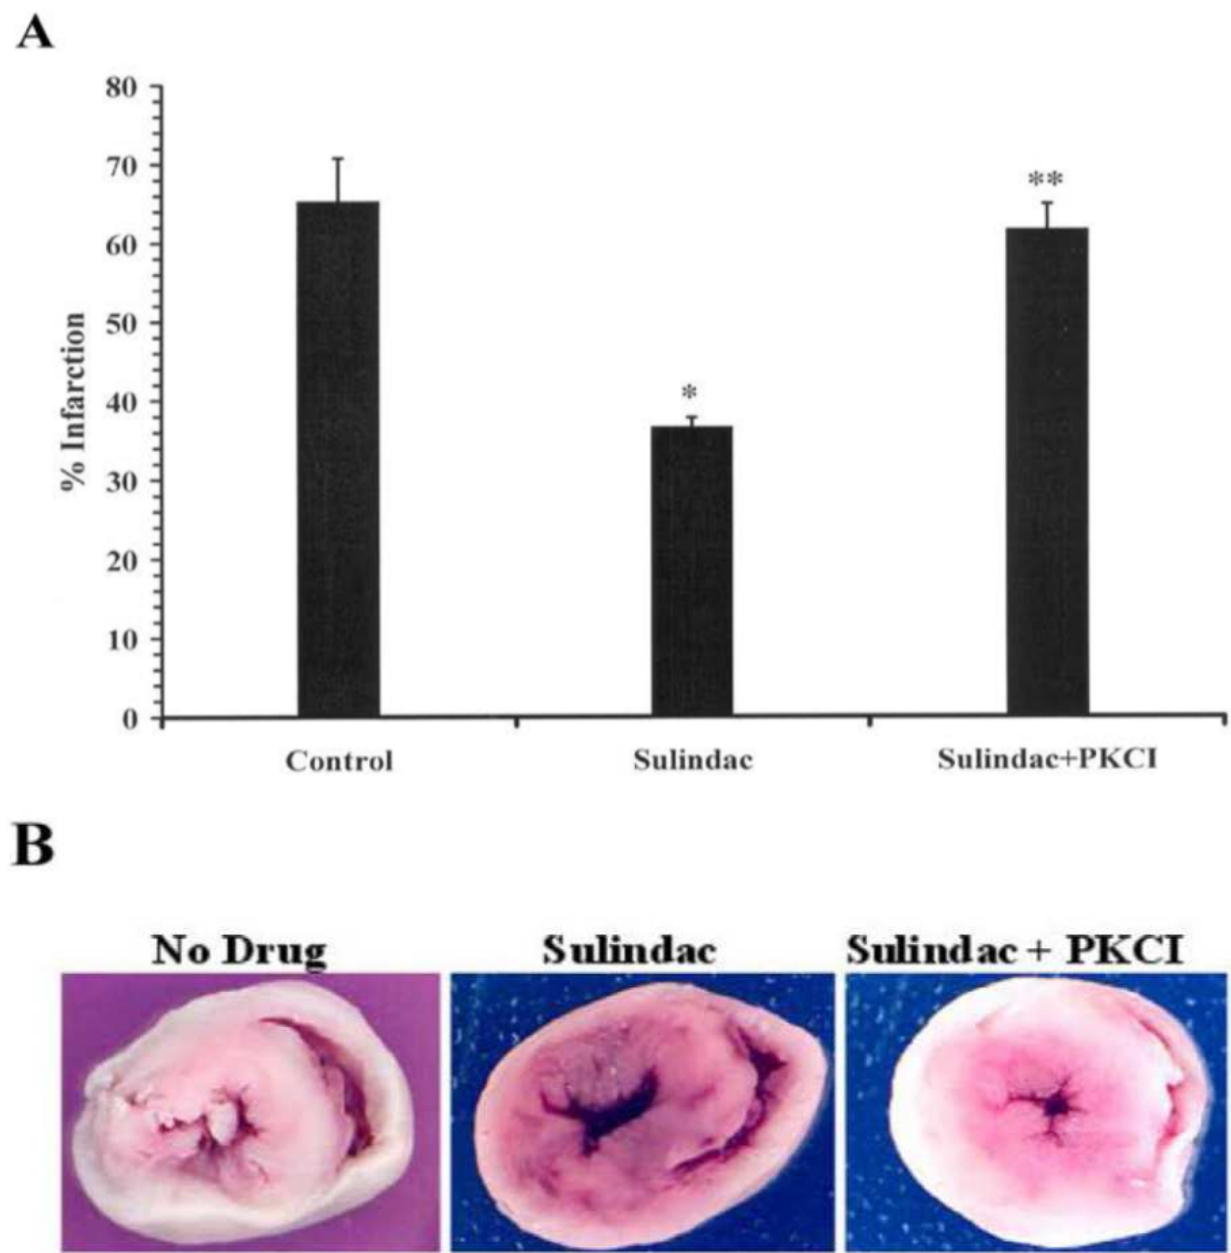 A
80
70
60
50
40
30
20
10
0
% Infarction
*
**
Control Sulindac Sulindac+PKCI
B
No Drug Sulindac Sulindac + PKCI